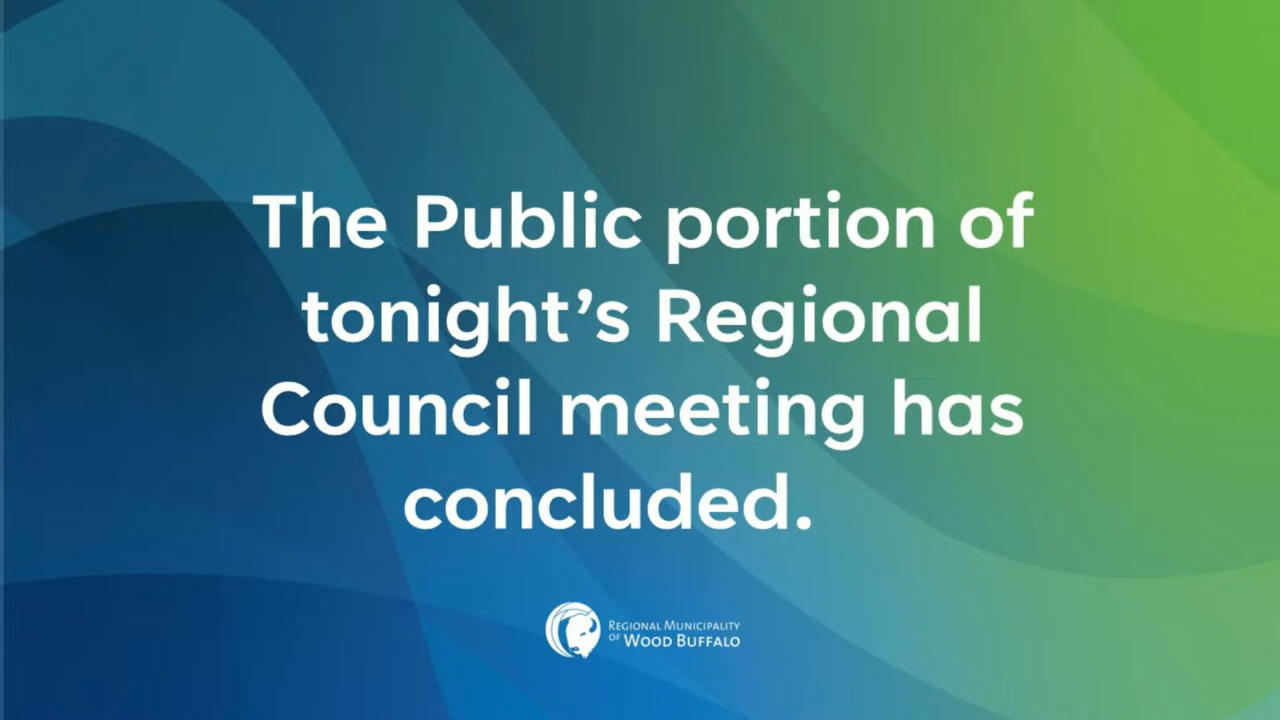 The Public portion of
tonight’s Regional
Council meeting has
concluded.
REGIONAL MUNICIPALITY
OF WOOD BUFFALO